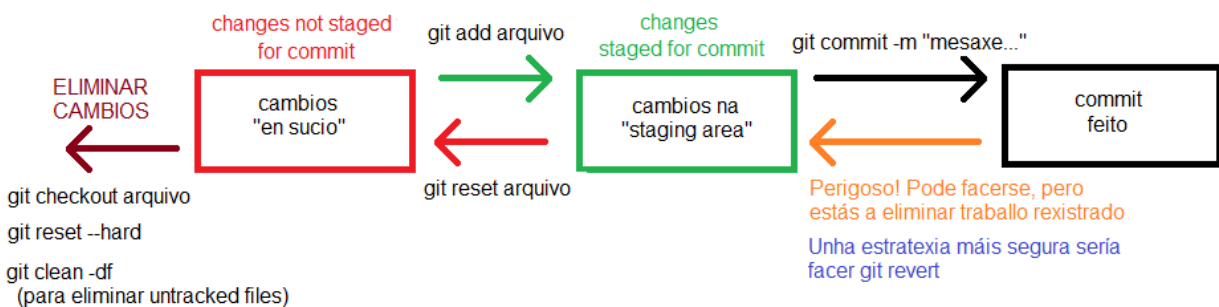 changes not staged
for commit
git add arquivo
changes
staged for commit
git commit -m "mesaxe..."
ELIMINAR
CAMBIOS
cambios
"en sucio"
cambios na
"staging area"
commit
feito
git checkout arquivo
git reset --hard
git clean -df
(para eliminar untracked files)
git reset arquivo
Perigoso! Pode facerse, pero
estás a eliminar traballo rexistrado
Unha estratexia máis segura sería
facer git revert